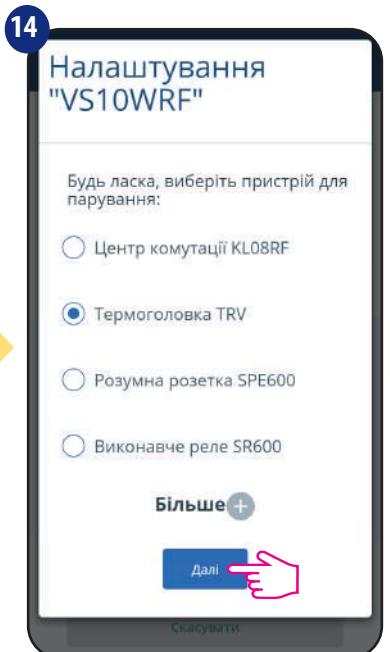 14
Налаштування
"VS10WRF"
Будь ласка, виберіть пристрій для
парування:
Центр комутації KL08RF
Термоголовка TRV
Розумна розетка SPE600
Виконавче реле SR600
Більше +
Далі
Скасувати